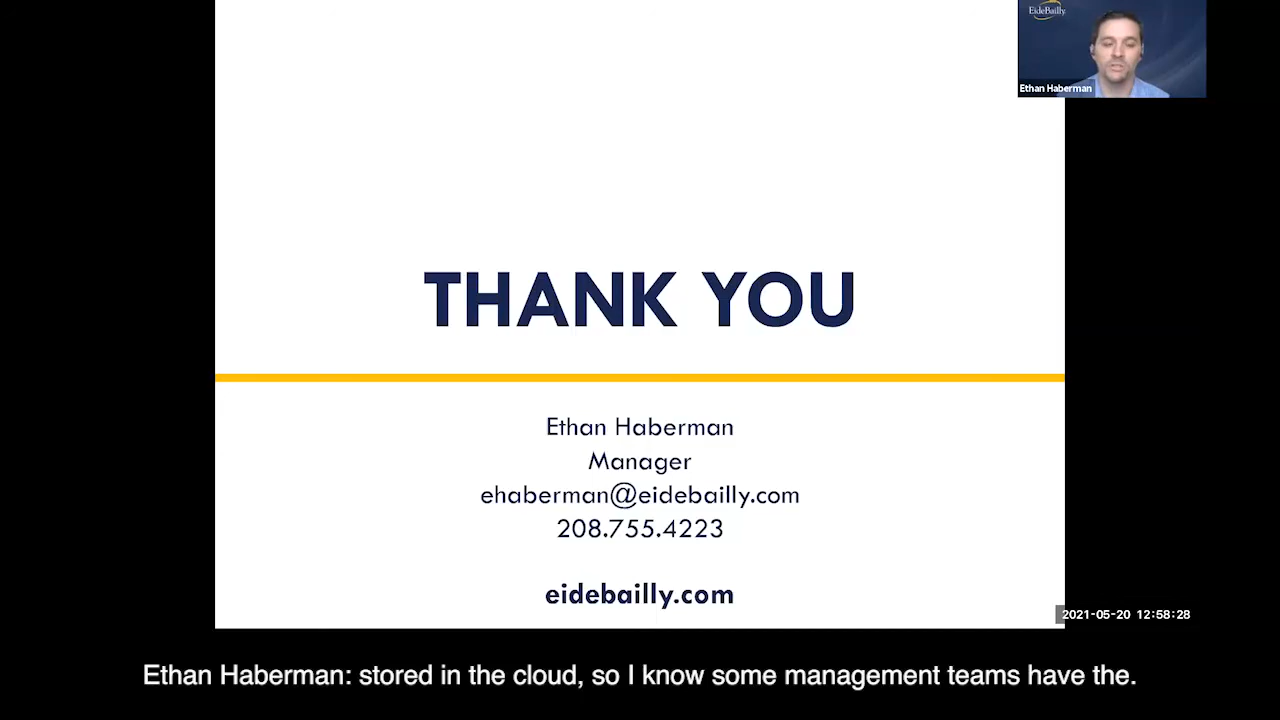 EideBailly
Ethan Haberman
THANK YOU
Ethan Haberman
Manager
ehaberman@eidebailly.com
208.755.4223
eidebailly.com
2021-05-20 12:58:28
Ethan Haberman: stored in the cloud, so I know some management teams have the.